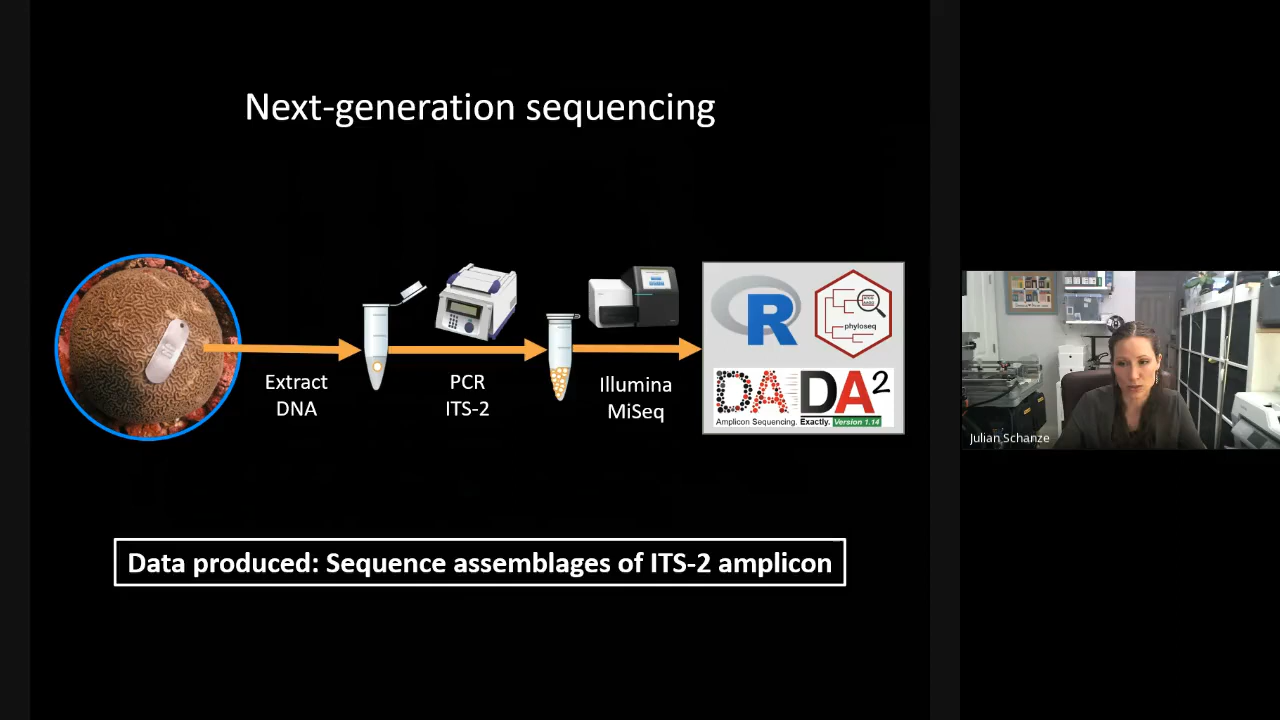 Next-generation sequencing
Extract
DNA
PCR
ITS-2
Illumina
MiSeq
R
phyloseq
DADA2
Amplicon Sequencing. Exactly. Version 1.14
Data produced: Sequence assemblages of ITS-2 amplicon
Julian Schanze